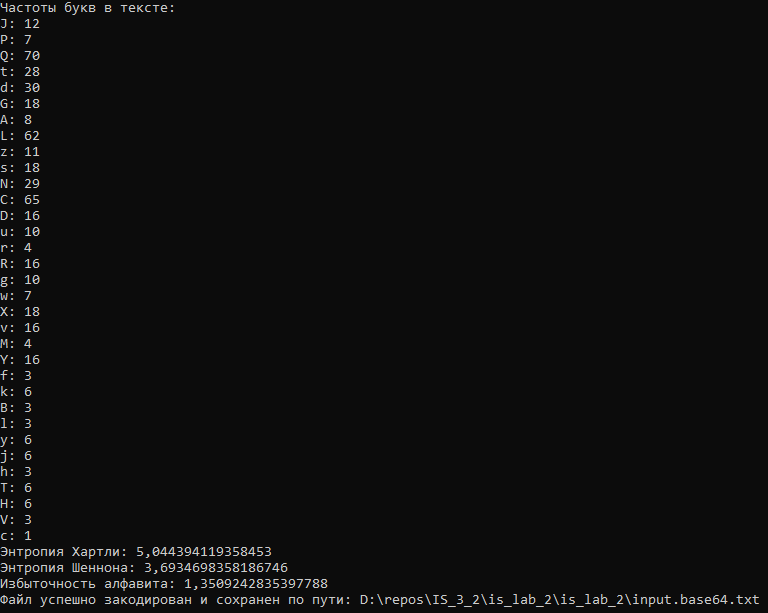 Частоты букв в тексте:
J: 12
P: 7
Q: 70
t: 28
d: 30
G: 18
A: 8
L: 62
z: 11
s: 18
N: 29
C: 65
D: 16
u: 10
r: 4
R: 16
g: 10
w: 7
X: 18
v: 16
M: 4
Y: 16
f: 3
k: 6
B: 3
l: 3
y: 6
j: 6
h: 3
T: 6
H: 6
V: 3
c: 1
Энтропия Хартли: 5,044394119358453
Энтропия Шеннона: 3,6934698358186746
Избыточность алфавита: 1,3509242835397788
Файл успешно закодирован и сохранен по пути: D:\repos\IS_3_2\is_lab_2\is_lab_2\input.base64.txt